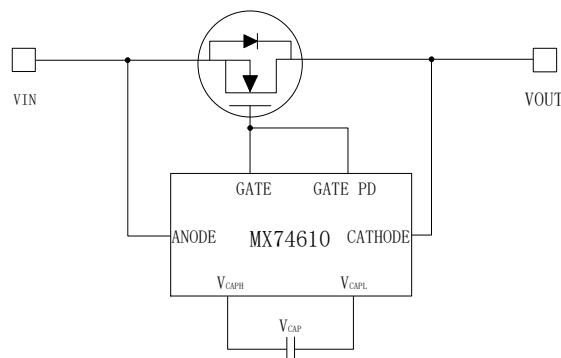 VIN
VOUT
GATE
GATE PD
ANODE
MX74610
CATHODE
VCAPH
VCAPL
VCAP